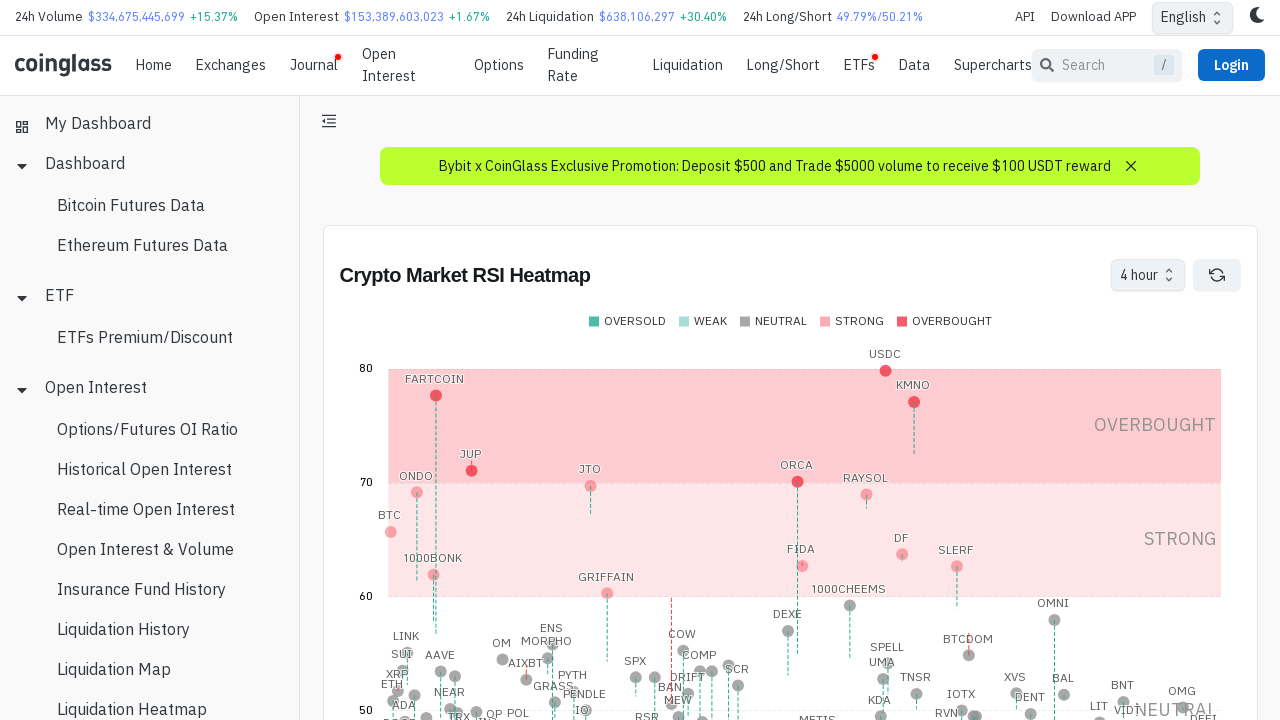 24h Volume $334,675,445,699 +15.37% Open Interest $153,389,603,023 +1.67% 24h Liquidation $638,106,297 +30.40% 24h Long/Short 49.79%/50.21% API Download APP English
coinglass Home Exchanges Journal Open Interest Options Funding Rate Liquidation Long/Short ETFs Data Supercharts Search / Login
My Dashboard
Dashboard
Bitcoin Futures Data
Ethereum Futures Data
ETF
ETFs Premium/Discount
Open Interest
Options/Futures OI Ratio
Historical Open Interest
Real-time Open Interest
Open Interest & Volume
Insurance Fund History
Liquidation History
Liquidation Map
Liquidation Heatmap
Bybit x CoinGlass Exclusive Promotion: Deposit $500 and Trade $5000 volume to receive $100 USDT reward
Crypto Market RSI Heatmap
4 hour
OVERSOLD WEAK NEUTRAL STRONG OVERBOUGHT
USDC
80
FARTCOIN
KMNO
OVERBOUGHT
JUP
ORCA
JTO
ONDO
RAYSOL
70
BTC
STRONG
DF
FIDA
SLERF
1000BONK
GRIFFAIN
1000CHEEMS
60
OMNI
DEXE
ENS
COW
LINK
MORPHO
BTCDOM
OM
SPELL
SUI
AAVE
COMP
SPX
UMA
AIXBT
SCR
XRP
PYTH
DRIFT
TNSR
XVS
BAL
ETH
GRASS
BAN
BNT
NEAR
PENDLE
IOTX
OMG
DENT
ADA
MEW
KDA
LIT
50
TRX
OP
POL
IO
RSR
METIS
RVN
NEUTRAL